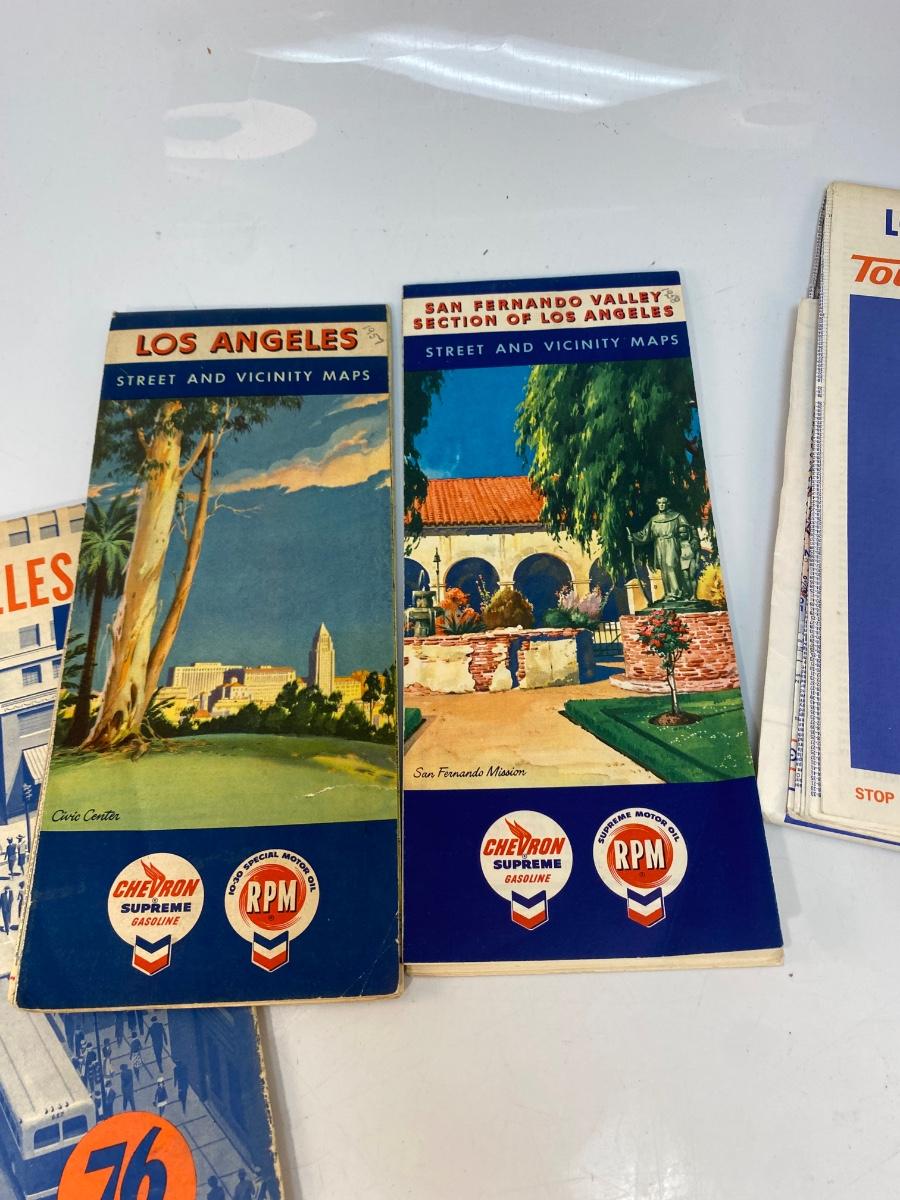 LOS ANGELES
1957
STREET AND VICINITY MAPS
Civic Center
CHEVRON
SUPREME
GASOLINE
10-30 SPECIAL MOTOR OIL
RPM
SAN FERNANDO VALLEY
SECTION OF LOS ANGELES
STREET AND VICINITY MAPS
San Fernando Mission
CHEVRON
SUPREME
GASOLINE
SUPREME MOTOR OIL
RPM
LLES
76
L
Tou
STOP